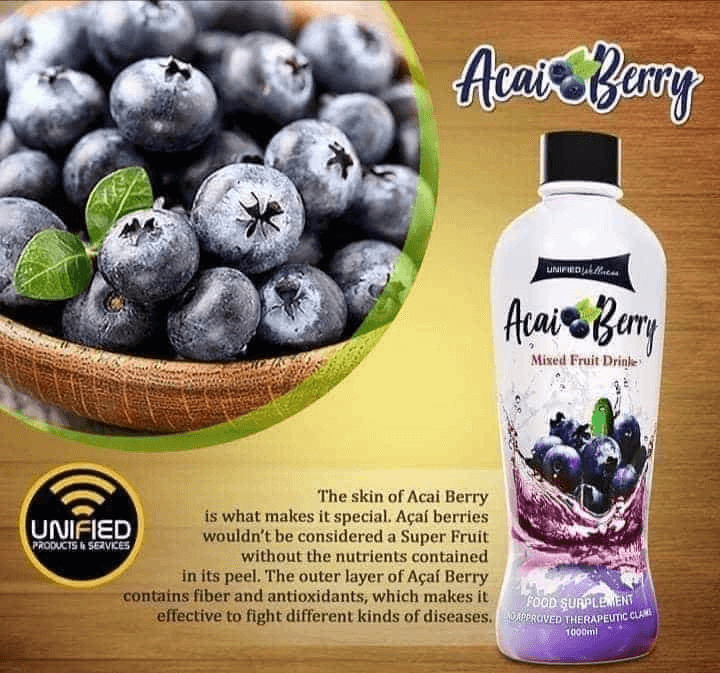 Acai Berry
UNIFIED Wellness
Acai Berry
Mixed Fruit Drink
The skin of Acai Berry
is what makes it special. Açaí berries
wouldn't be considered a Super Fruit
without the nutrients contained
in its peel. The outer layer of Açaí Berry
contains fiber and antioxidants, which makes it
effective to fight different kinds of diseases.
UNIFIED
PRODUCTS & SERVICES
FOOD SUPPLEMENT
NO APPROVED THERAPEUTIC CLAIMS
1000ml